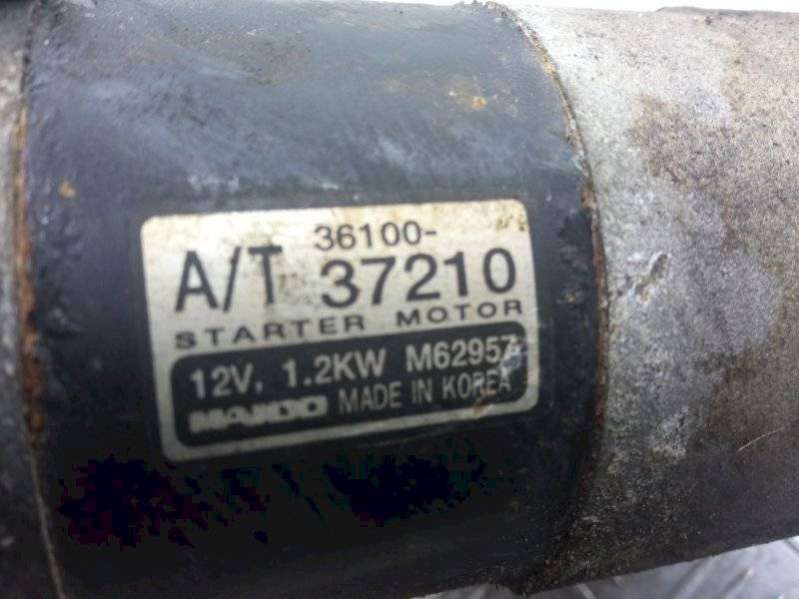 36100-
A/T 37210
STARTER MOTOR
12V, 1.2KW M62957
MANDO MADE IN KOREA